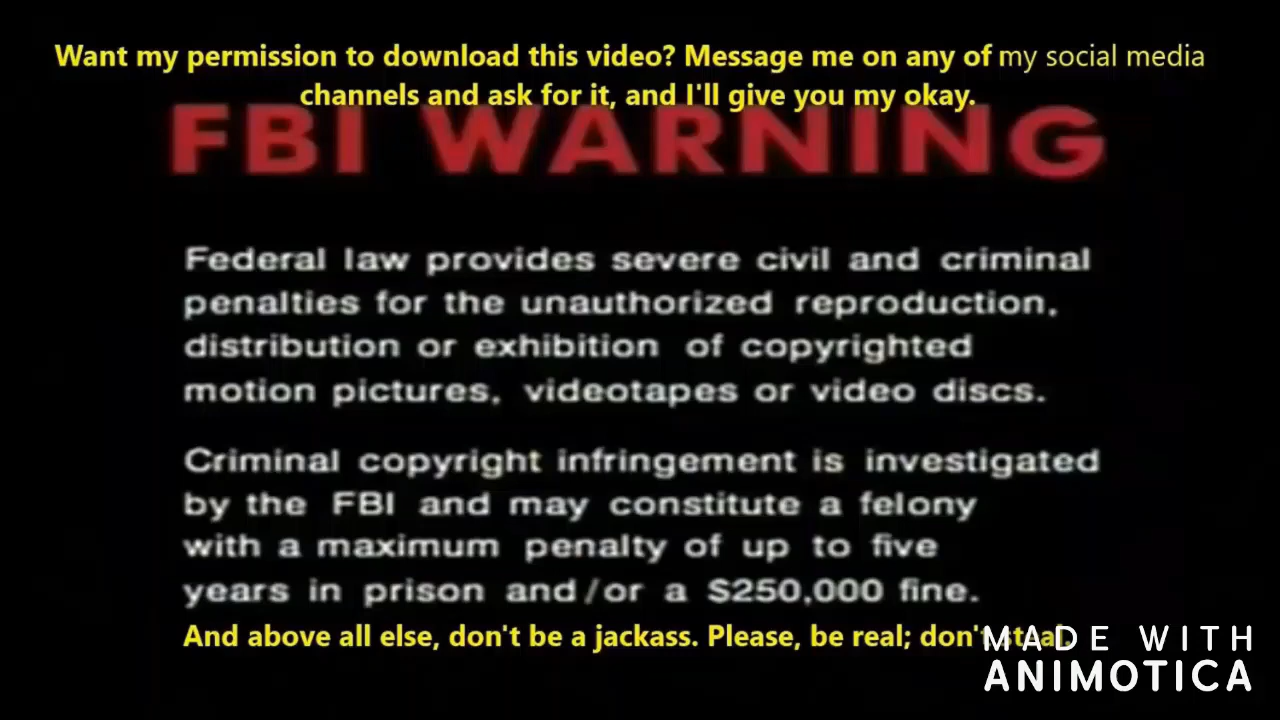 Want my permission to download this video? Message me on any of my social media
channels and ask for it, and I'll give you my okay.
FBI WARNING
Federal law provides severe civil and criminal
penalties for the unauthorized reproduction,
distribution or exhibition of copyrighted
motion pictures, videotapes or video discs.
Criminal copyright infringement is investigated
by the FBI and may constitute a felony
with a maximum penalty of up to five
years in prison and/or a $250,000 fine.
And above all else, don't be a jackass. Please, be real; don't steal.
MADE WITH
ANIMOTICA